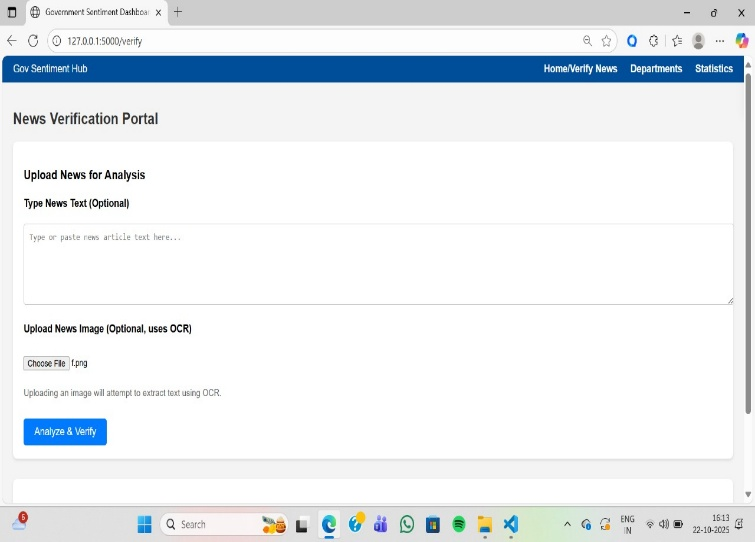 Government Sentiment Dashboa
127.0.0.1:5000/verify
Gov Sentiment Hub
Home/Verify News Departments Statistics
News Verification Portal
Upload News for Analysis
Type News Text (Optional)
Type or paste news article text here...
Upload News Image (Optional, uses OCR)
Choose File f.png
Uploading an image will attempt to extract text using OCR.
Analyze & Verify
6
Search
ENG
IN
16:13
22-10-2025